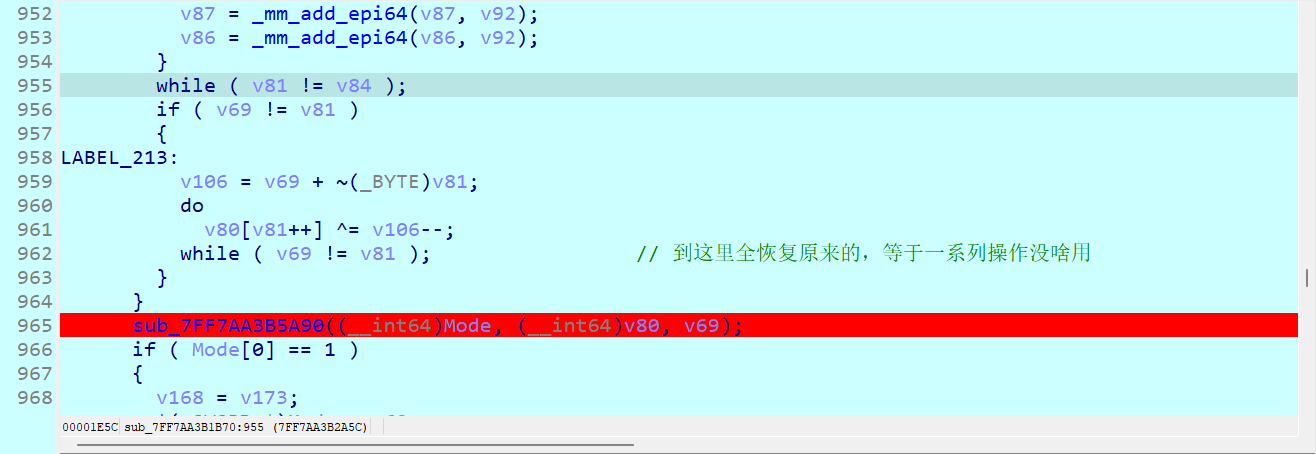 952 v87 = _mm_add_epi64(v87, v92);
953 v86 = _mm_add_epi64(v86, v92);
954 }
955 while ( v81 != v84 );
956 if ( v69 != v81 )
957 {
958 LABEL_213:
959 v106 = v69 + ~(_BYTE)v81;
960 do
961 v80[v81++] ^= v106--;
962 while ( v69 != v81 ); // 到这里全恢复原来的，等于一系列操作没啥用
963 }
964 }
965 sub_7FF7AA3B5A90((__int64)Mode, (__int64)v80, v69);
966 if ( Mode[0] == 1 )
967 {
968 v168 = v173;
00001E5C sub_7FF7AA3B1B70:955 (7FF7AA3B2A5C)